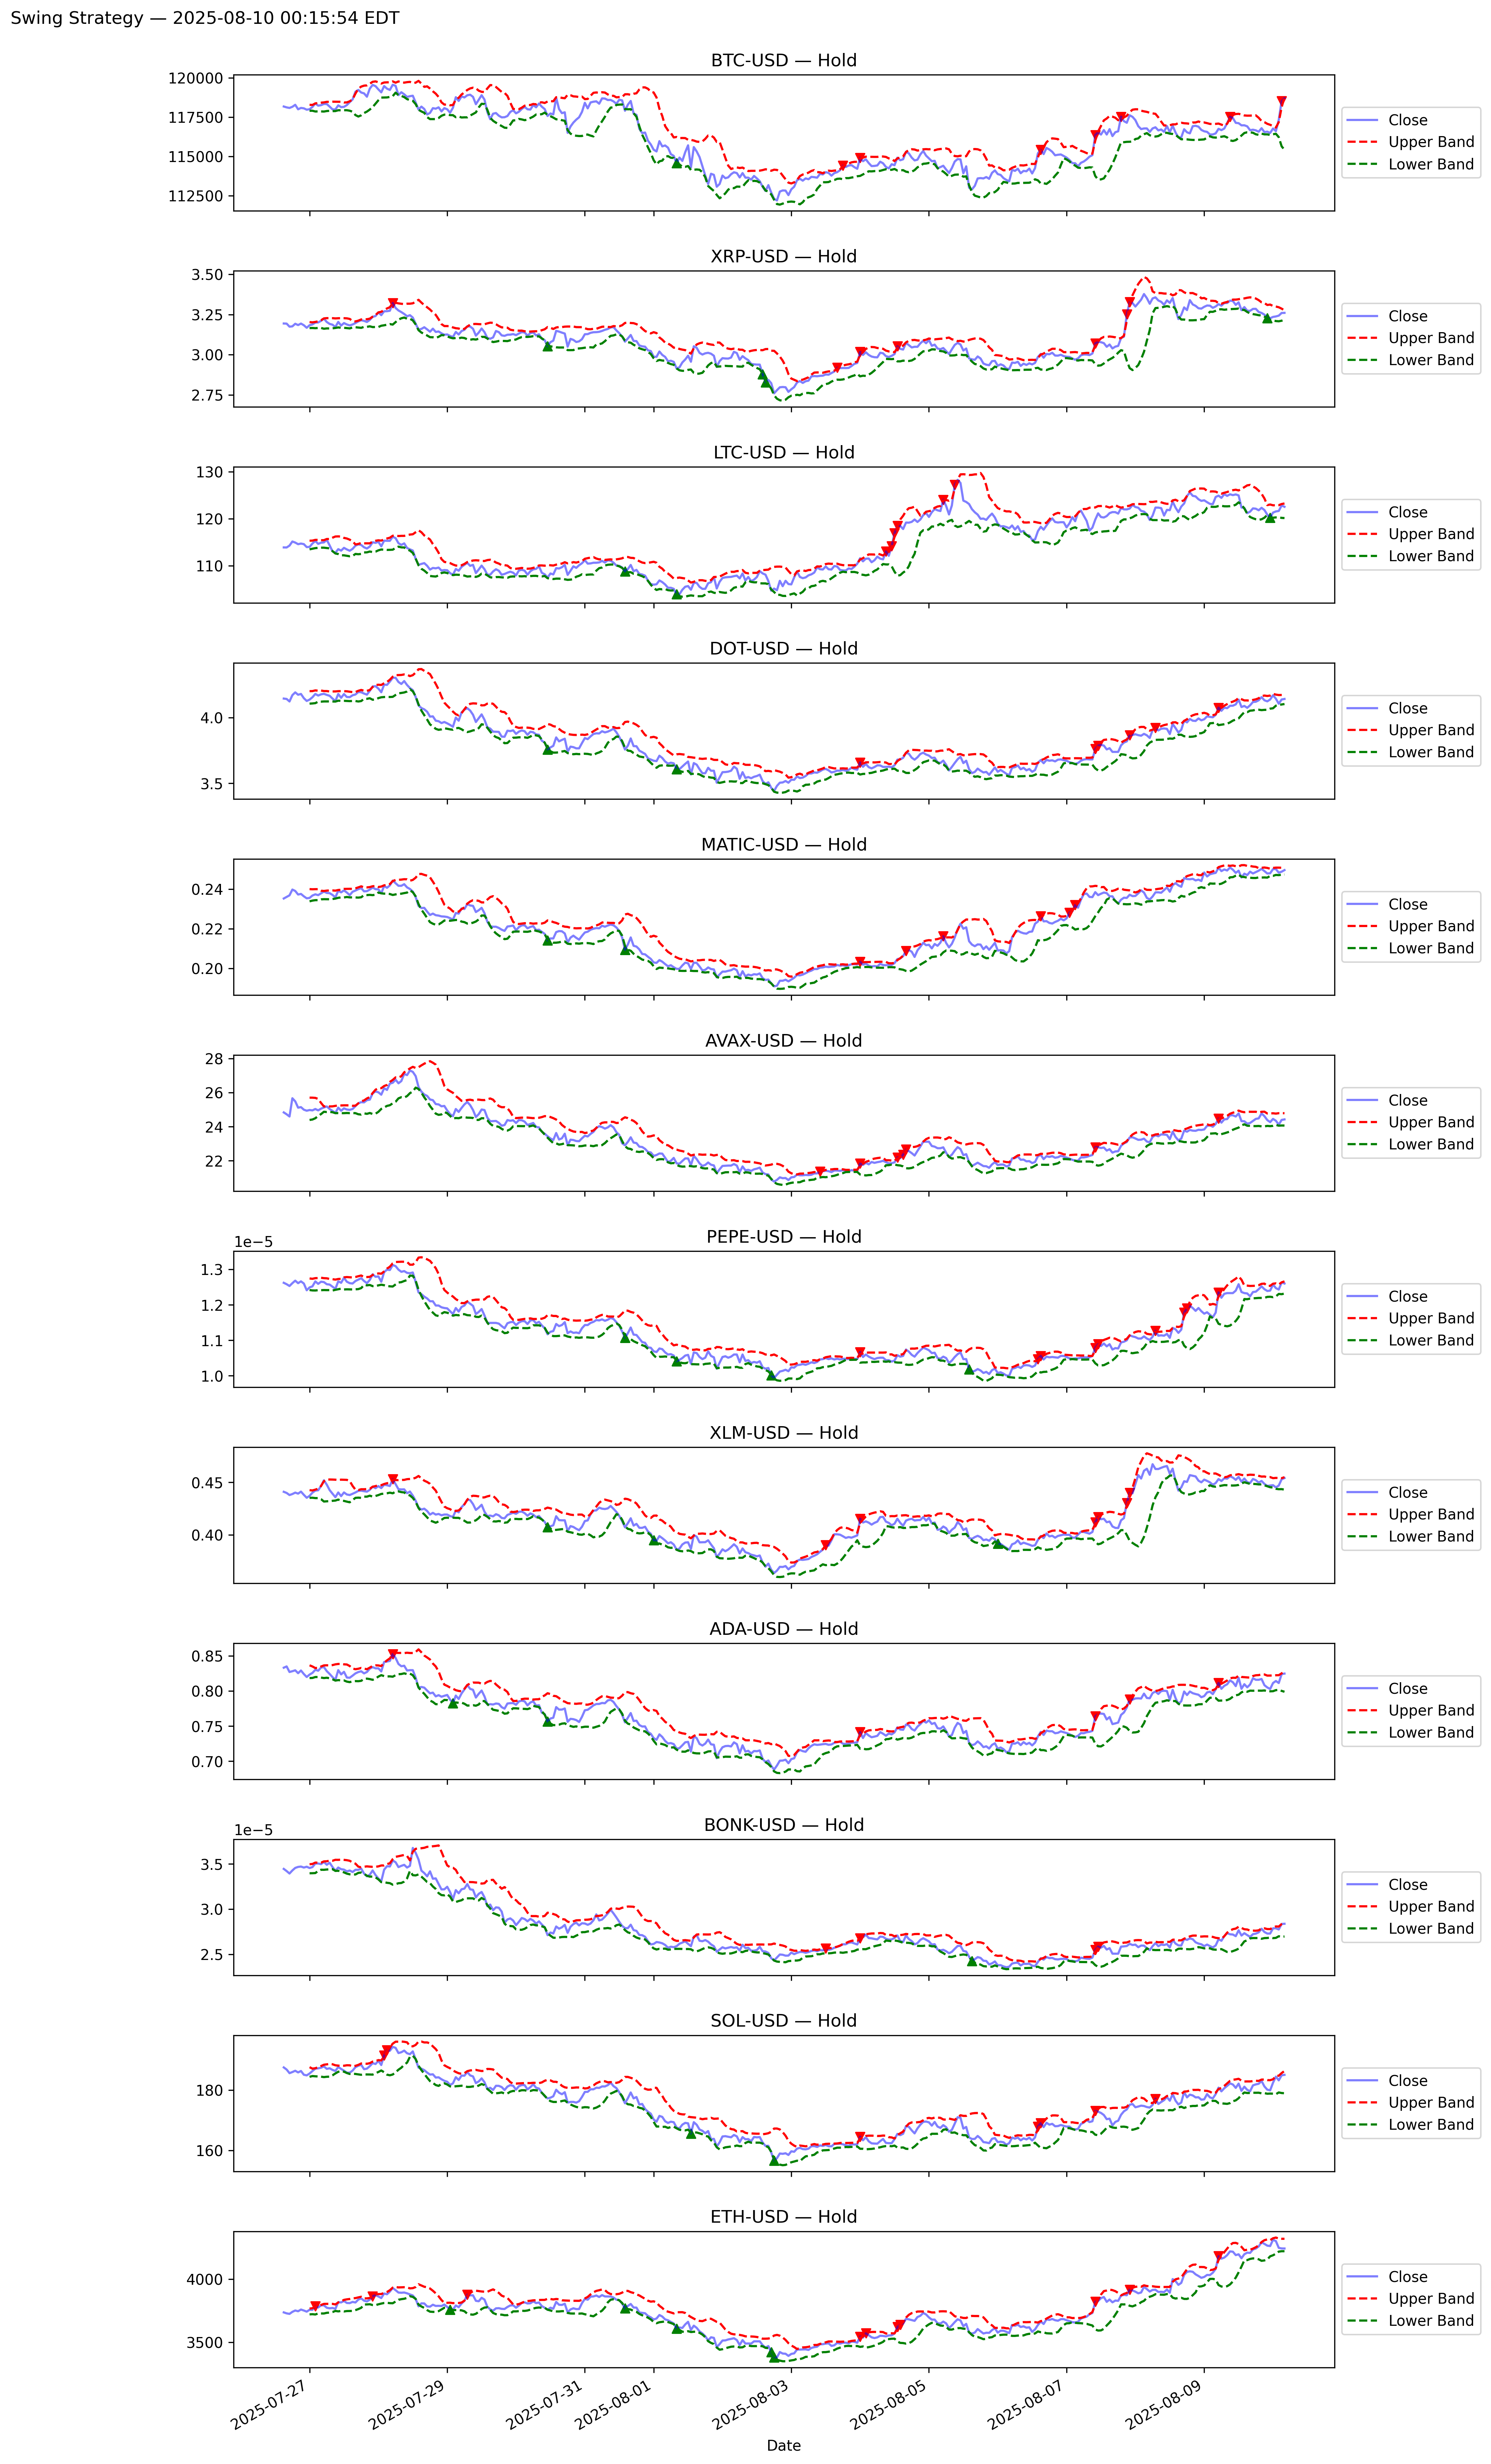 Swing Strategy — 2025-08-10 00:15:54 EDT
BTC-USD — Hold
120000
117500
115000
112500
Close
Upper Band
Lower Band
XRP-USD — Hold
3.50
3.25
3.00
2.75
Close
Upper Band
Lower Band
LTC-USD — Hold
130
120
110
Close
Upper Band
Lower Band
DOT-USD — Hold
4.0
3.5
Close
Upper Band
Lower Band
MATIC-USD — Hold
0.24
0.22
0.20
Close
Upper Band
Lower Band
AVAX-USD — Hold
28
26
24
22
Close
Upper Band
Lower Band
PEPE-USD — Hold
1e−5
1.3
1.2
1.1
1.0
Close
Upper Band
Lower Band
XLM-USD — Hold
0.45
0.40
Close
Upper Band
Lower Band
ADA-USD — Hold
0.85
0.80
0.75
0.70
Close
Upper Band
Lower Band
BONK-USD — Hold
1e−5
3.5
3.0
2.5
Close
Upper Band
Lower Band
SOL-USD — Hold
180
160
Close
Upper Band
Lower Band
ETH-USD — Hold
4000
3500
Close
Upper Band
Lower Band
2025-07-27
2025-07-29
2025-07-31
2025-08-01
2025-08-03
2025-08-05
2025-08-07
2025-08-09
Date